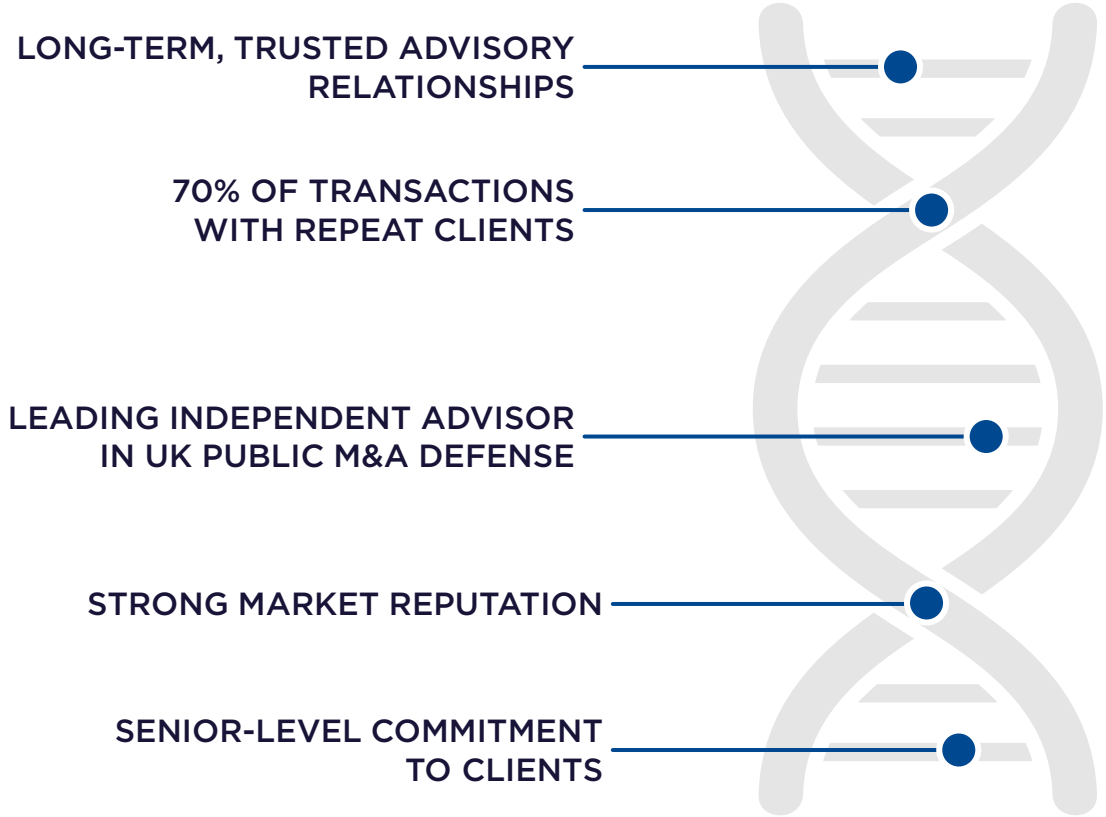 LONG-TERM, TRUSTED ADVISORY
RELATIONSHIPS
70% OF TRANSACTIONS
WITH REPEAT CLIENTS
LEADING INDEPENDENT ADVISOR
IN UK PUBLIC M&A DEFENSE
STRONG MARKET REPUTATION
SENIOR-LEVEL COMMITMENT
TO CLIENTS